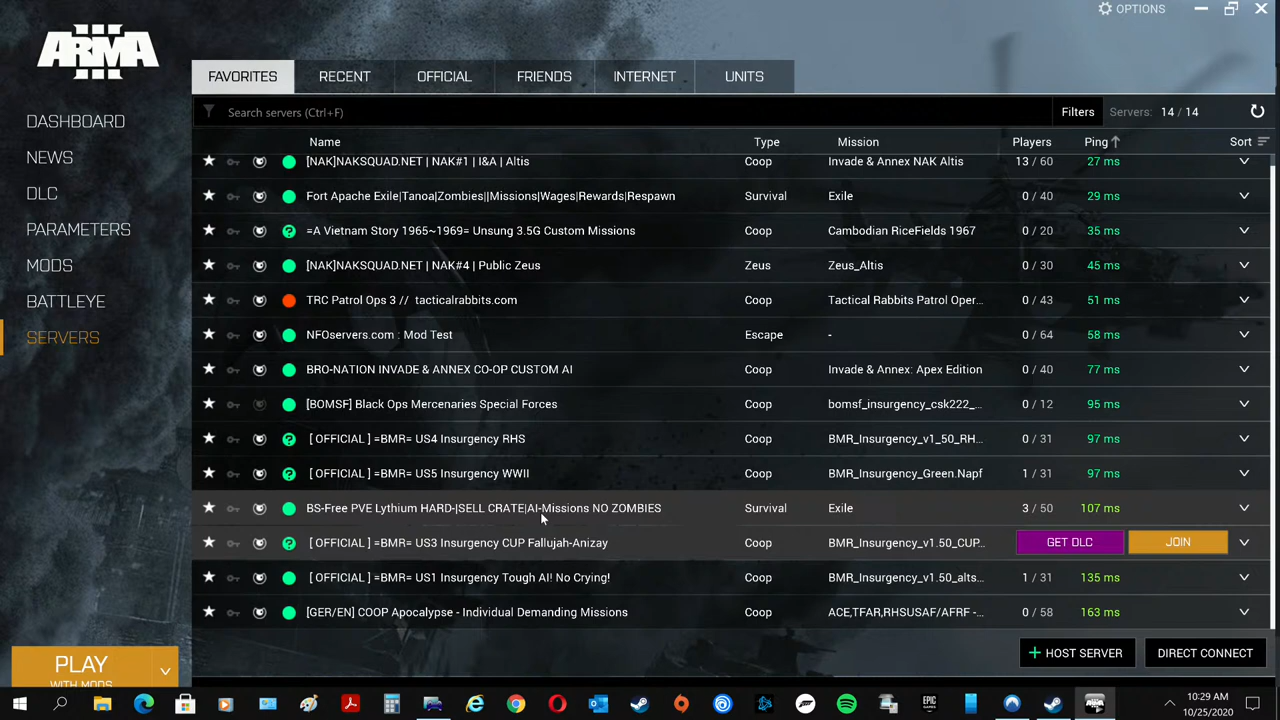 OPTIONS
ARMA III
FAVORITES RECENT OFFICIAL FRIENDS INTERNET UNITS
Search servers (Ctrl+F) Filters Servers: 14 / 14
DASHBOARD
NEWS
DLC
PARAMETERS
MODS
BATTLEYE
SERVERS
Name Type Mission Players Ping Sort
[NAK]NAKSQUAD.NET | NAK#1 | I&A | Altis Coop Invade & Annex NAK Altis 13 / 60 27 ms
Fort Apache Exile|Tanoa|Zombies||Missions|Wages|Rewards|Respawn Survival Exile 0 / 40 29 ms
=A Vietnam Story 1965~1969= Unsung 3.5G Custom Missions Coop Cambodian RiceFields 1967 0 / 20 35 ms
[NAK]NAKSQUAD.NET | NAK#4 | Public Zeus Zeus Zeus_Altis 0 / 30 45 ms
TRC Patrol Ops 3 // tacticalrabbits.com Coop Tactical Rabbits Patrol Oper... 0 / 43 51 ms
NFOservers.com : Mod Test Escape - 0 / 64 58 ms
BRO-NATION INVADE & ANNEX CO-OP CUSTOM AI Coop Invade & Annex: Apex Edition 0 / 40 77 ms
[BOMSF] Black Ops Mercenaries Special Forces Coop bomsf_insurgency_csk222_... 0 / 12 95 ms
[ OFFICIAL ] =BMR= US4 Insurgency RHS Coop BMR_Insurgency_v1_50_RH... 0 / 31 97 ms
[ OFFICIAL ] =BMR= US5 Insurgency WWII Coop BMR_Insurgency_Green.Napf 1 / 31 97 ms
BS-Free PVE Lythium HARD-|SELL CRATE|AI-Missions NO ZOMBIES Survival Exile 3 / 50 107 ms
[ OFFICIAL ] =BMR= US3 Insurgency CUP Fallujah-Anizay Coop BMR_Insurgency_v1.50_CUP... GET DLC JOIN
[ OFFICIAL ] =BMR= US1 Insurgency Tough AI! No Crying! Coop BMR_Insurgency_v1.50_alts... 1 / 31 135 ms
[GER/EN] COOP Apocalypse - Individual Demanding Missions Coop ACE,TFAR,RHSUSAF/AFRF -... 0 / 58 163 ms
HOST SERVER DIRECT CONNECT
PLAY
WITH MODS
10:29 AM
10/25/2020